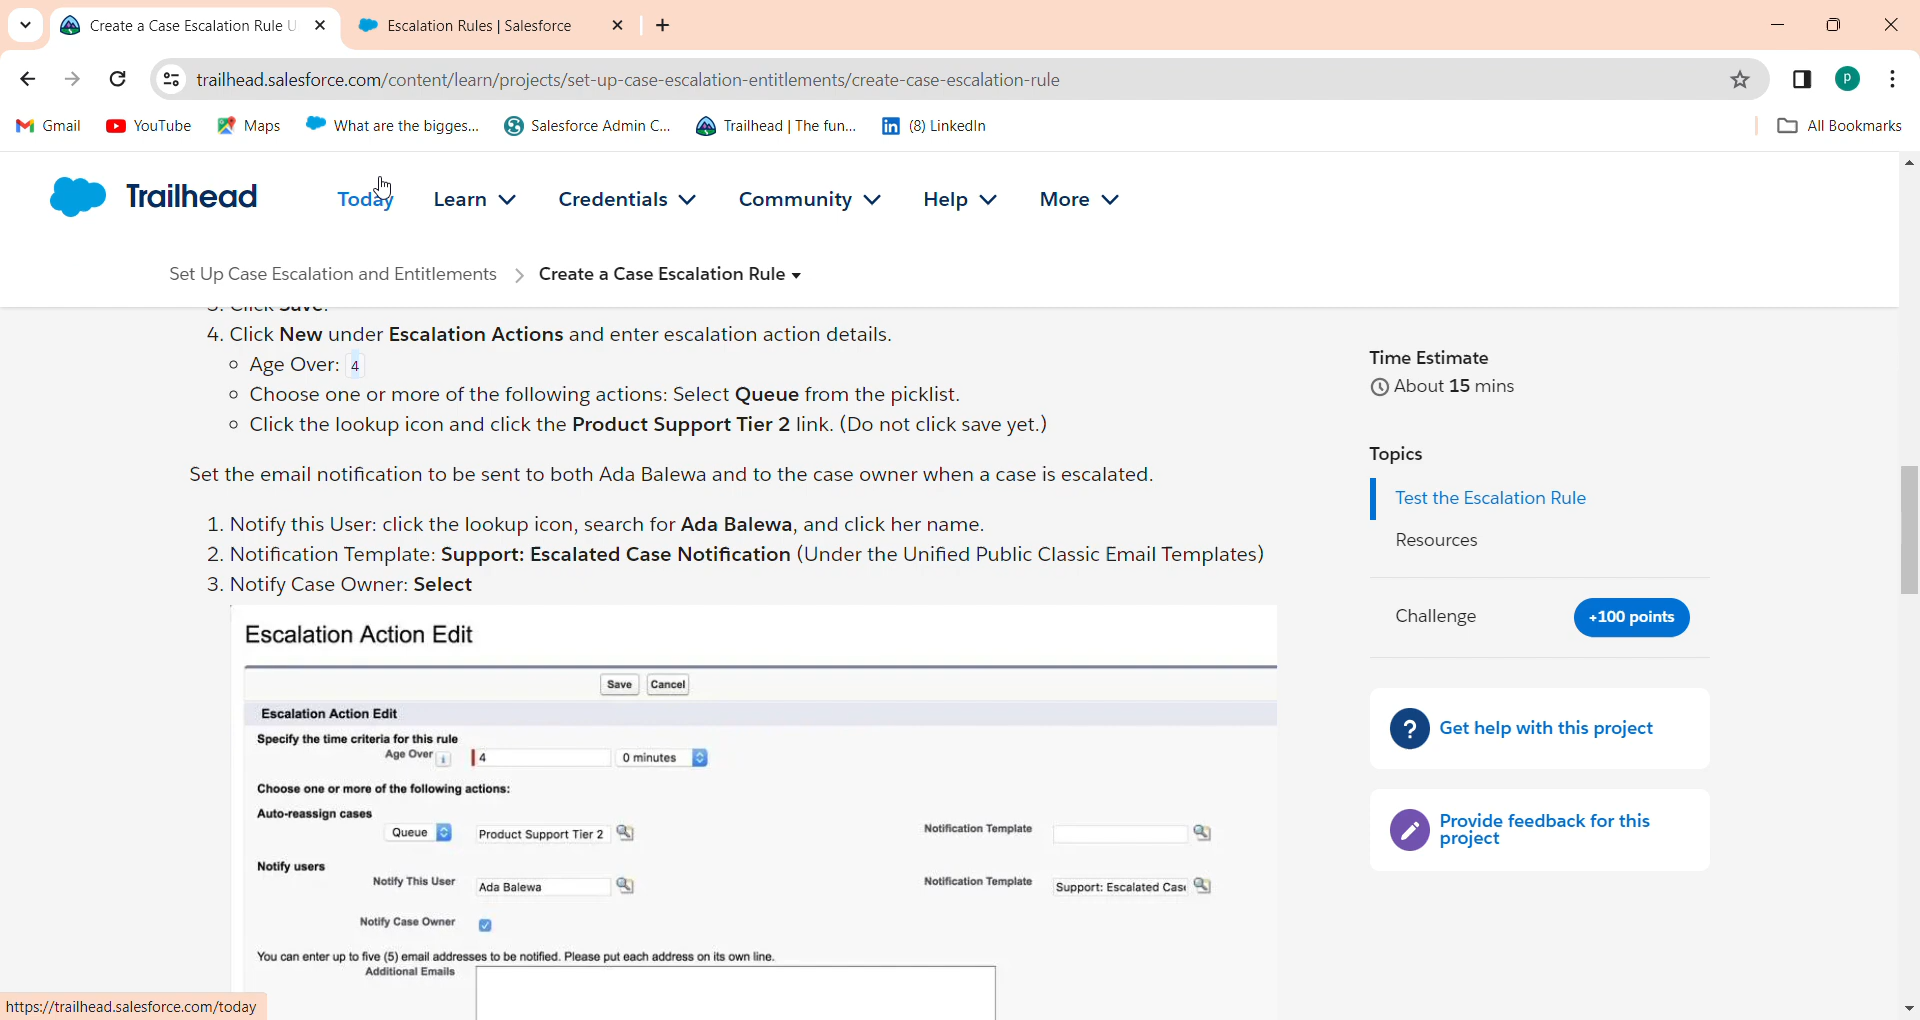 Create a Case Escalation Rule U
Escalation Rules | Salesforce
trailhead.salesforce.com/content/learn/projects/set-up-case-escalation-entitlements/create-case-escalation-rule
P
Gmail
YouTube
Maps
What are the bigges...
Salesforce Admin C...
Trailhead | The fun...
(8) LinkedIn
All Bookmarks
Trailhead
Today
Learn
Credentials
Community
Help
More
Set Up Case Escalation and Entitlements
Create a Case Escalation Rule
3. Click Save.
4. Click New under Escalation Actions and enter escalation action details.
Age Over: 4
Choose one or more of the following actions: Select Queue from the picklist.
Click the lookup icon and click the Product Support Tier 2 link. (Do not click save yet.)
Set the email notification to be sent to both Ada Balewa and to the case owner when a case is escalated.
1. Notify this User: click the lookup icon, search for Ada Balewa, and click her name.
2. Notification Template: Support: Escalated Case Notification (Under the Unified Public Classic Email Templates)
3. Notify Case Owner: Select
Escalation Action Edit
Save Cancel
Escalation Action Edit
Specify the time criteria for this rule
Age Over i 4 0 minutes
Choose one or more of the following actions:
Auto-reassign cases
Queue Product Support Tier 2 Notification Template
Notify users
Notify This User Ada Balewa Notification Template Support: Escalated Cas
Notify Case Owner
You can enter up to five (5) email addresses to be notified. Please put each address on its own line.
Additional Emails
Time Estimate
About 15 mins
Topics
Test the Escalation Rule
Resources
Challenge
+100 points
? Get help with this project
Provide feedback for this
project
https://trailhead.salesforce.com/today